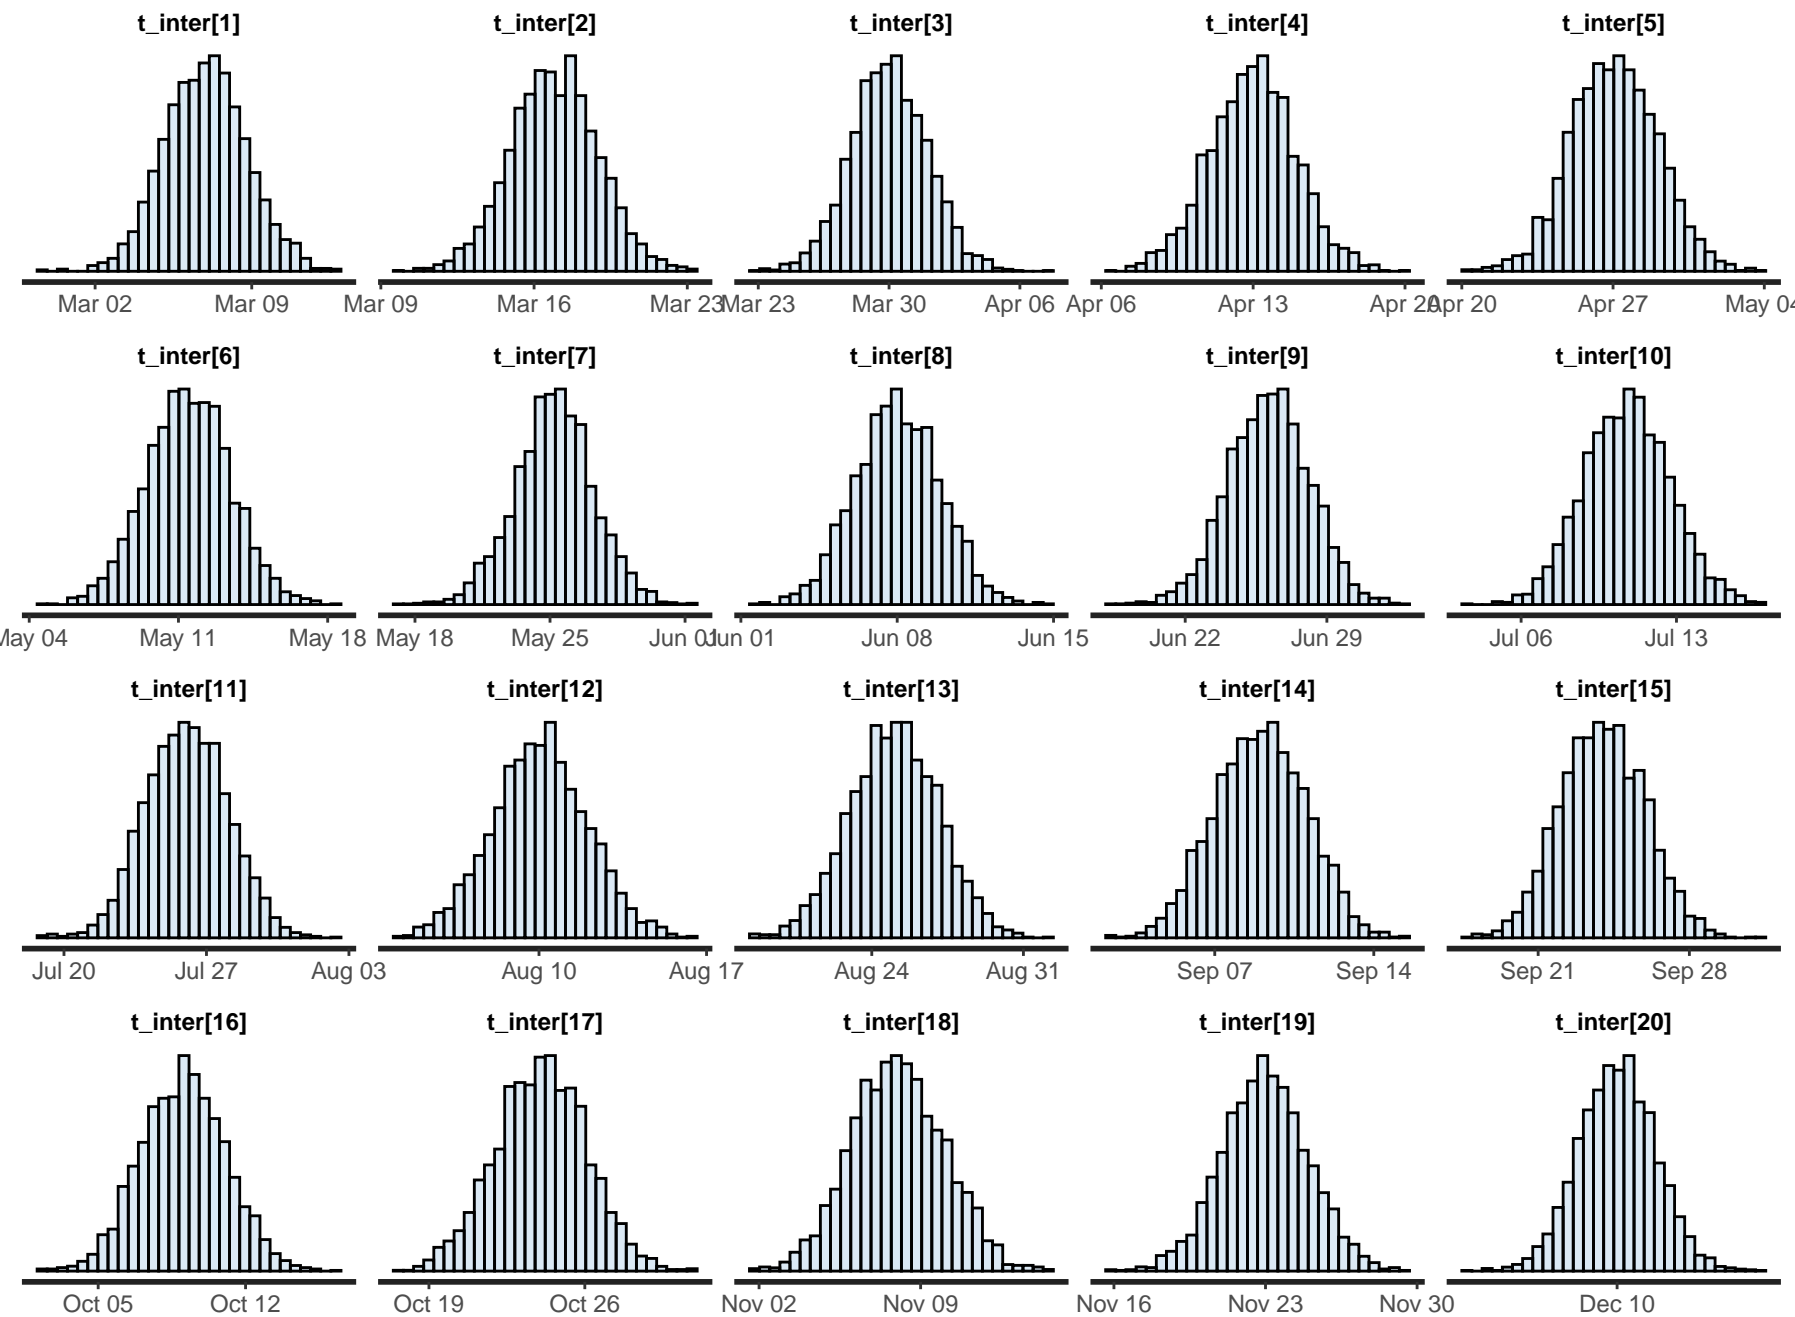 t_inter[1] t_inter[2] t_inter[3] t_inter[4] t_inter[5]
Mar 02 Mar 09 Mar 09 Mar 16 Mar 23 Mar 23 Mar 30 Apr 06 Apr 06 Apr 13 Apr 20 Apr 20 Apr 27 May 04
t_inter[6] t_inter[7] t_inter[8] t_inter[9] t_inter[10]
May 04 May 11 May 18 May 18 May 25 Jun 01 Jun 01 Jun 08 Jun 15 Jun 22 Jun 29 Jul 06 Jul 13
t_inter[11] t_inter[12] t_inter[13] t_inter[14] t_inter[15]
Jul 20 Jul 27 Aug 03 Aug 10 Aug 17 Aug 24 Aug 31 Sep 07 Sep 14 Sep 21 Sep 28
t_inter[16] t_inter[17] t_inter[18] t_inter[19] t_inter[20]
Oct 05 Oct 12 Oct 19 Oct 26 Nov 02 Nov 09 Nov 16 Nov 23 Nov 30 Dec 10